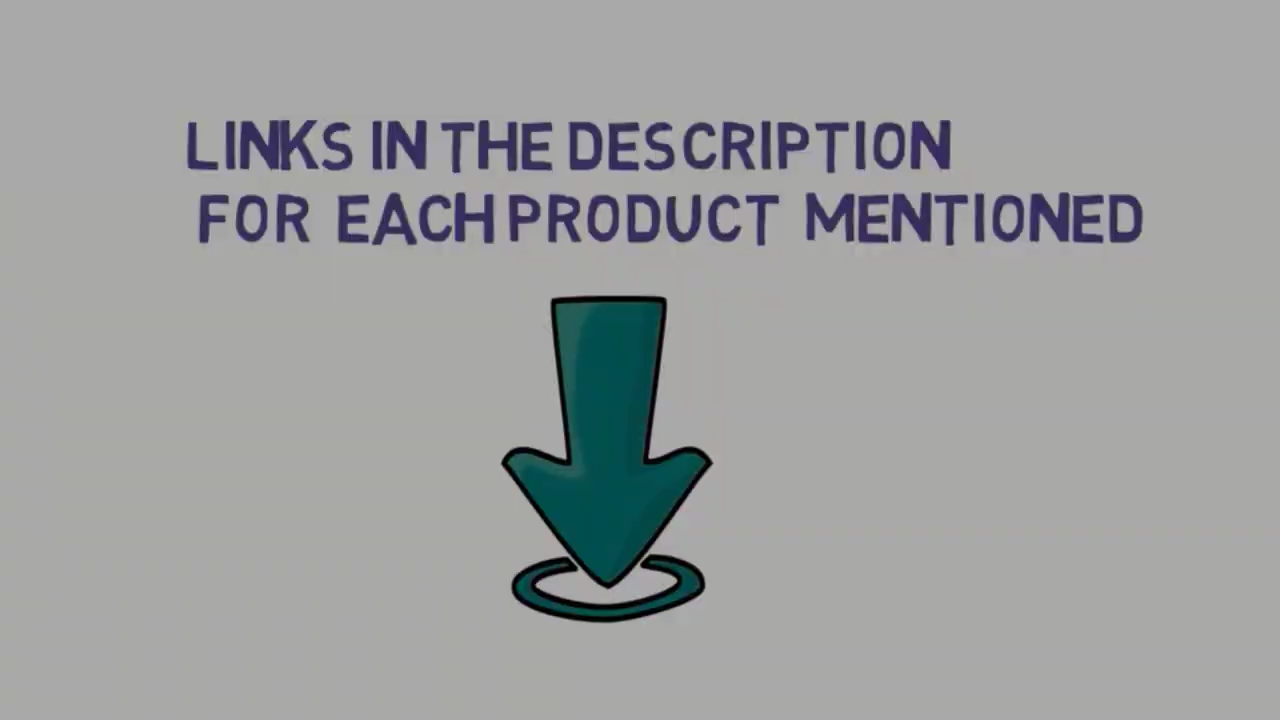 LINKS IN THE DESCRIPTION
FOR EACH PRODUCT MENTIONED